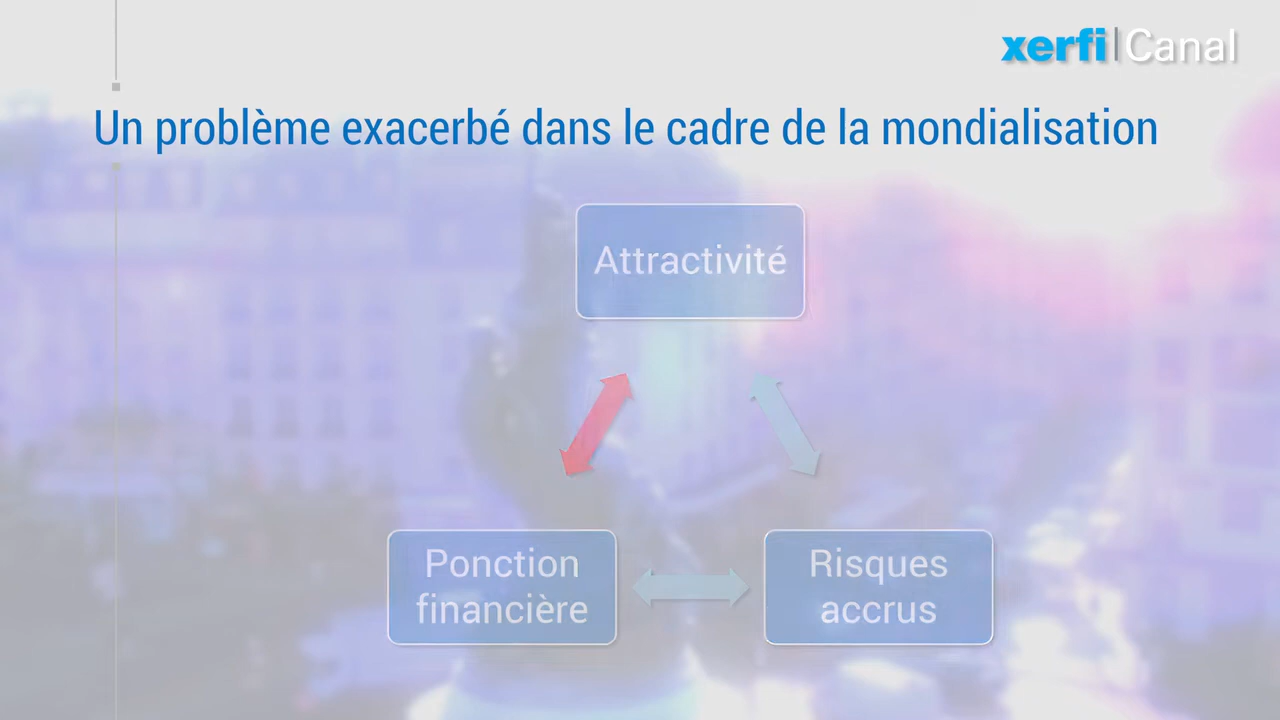 xerfi Canal
Un problème exacerbé dans le cadre de la mondialisation
Attractivité
Ponction
financière
Risques
accrus